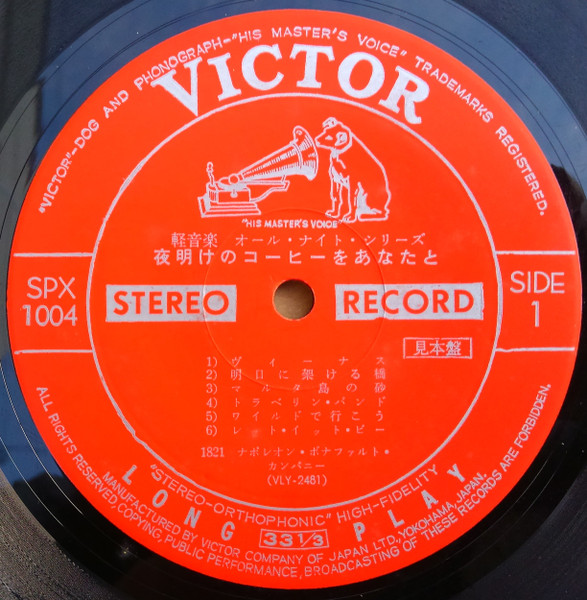 "VICTOR"–DOG AND PHONOGRAPH–"HIS MASTER'S VOICE" TRADEMARKS REGISTERED.
VICTOR
"HIS MASTER'S VOICE"
軽音楽 オール・ナイト・シリーズ
夜明けのコーヒーをあなたと
SPX
1004
STEREO
RECORD
SIDE
1
見本盤
1) ヴィーナス
2) 明日に架ける橋
3) マルタ島の砂
4) トラベリン・バンド
5) ワイルドで行こう
6) レット・イット・ビー
1821 ナポレオン・ボナファルト・
カンパニー
(VLY-2481)
"STEREO-ORTHOPHONIC" HIGH-FIDELITY
LONG 33 1/3 PLAY
MANUFACTURED BY VICTOR COMPANY OF JAPAN LTD., YOKOHAMA, JAPAN.
ALL RIGHTS RESERVED, COPYING, PUBLIC PERFORMANCE, BROADCASTING OF THESE RECORDS ARE FORBIDDEN.